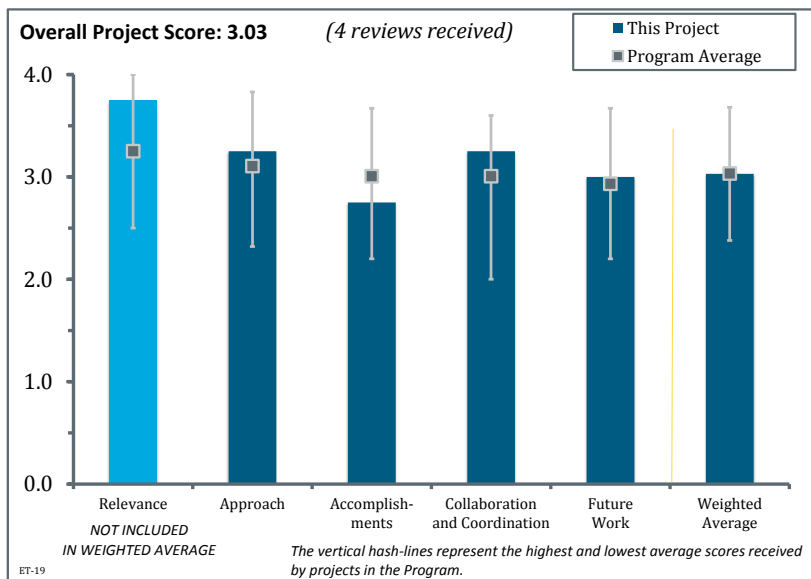 Overall Project Score: 3.03 (4 reviews received)
This Project
Program Average
4.0
3.0
2.0
1.0
0.0
Relevance
Approach
Accomplish-
ments
Collaboration
and Coordination
Future
Work
Weighted
Average
NOT INCLUDED
IN WEIGHTED AVERAGE
The vertical hash-lines represent the highest and lowest average scores received
by projects in the Program.
ET-19